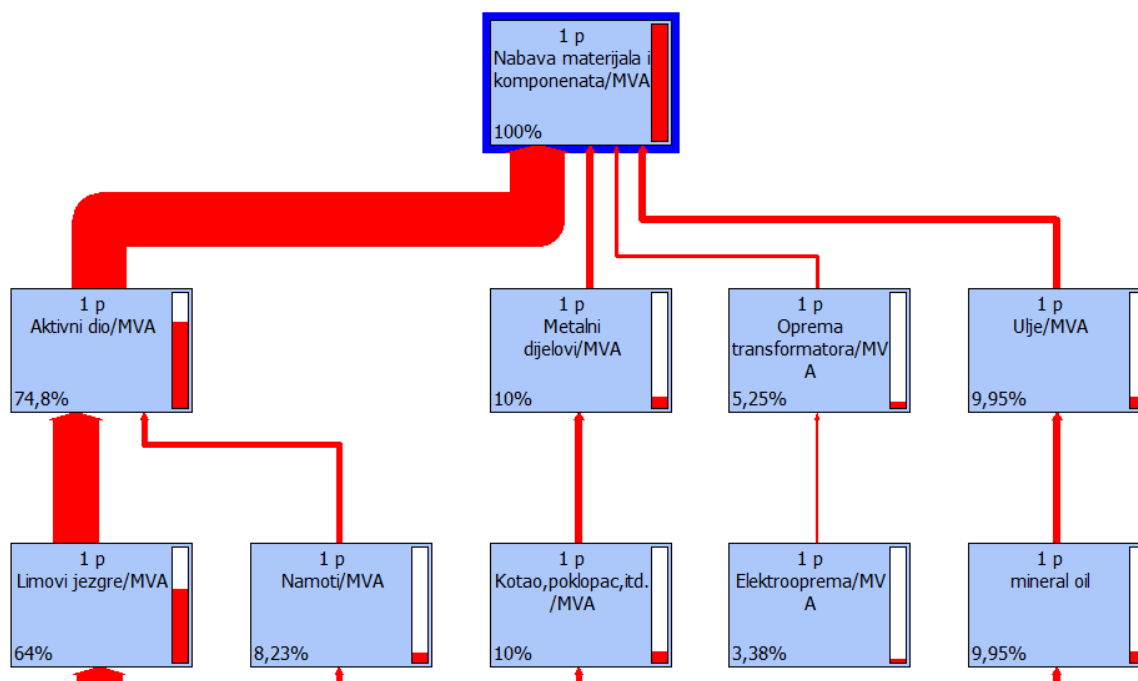 1 p
Nabava materijala i
komponenata/MVA
100%
1 p
Aktivni dio/MVA
74,8%
1 p
Metalni
dijelovi/MVA
10%
1 p
Oprema
transformatora/MV
A
5,25%
1 p
Ulje/MVA
9,95%
1 p
Limovi jezgre/MVA
64%
1 p
Namoti/MVA
8,23%
1 p
Kotao,poklopac,itd.
/MVA
10%
1 p
Elektrooprema/MV
A
3,38%
1 p
mineral oil
9,95%